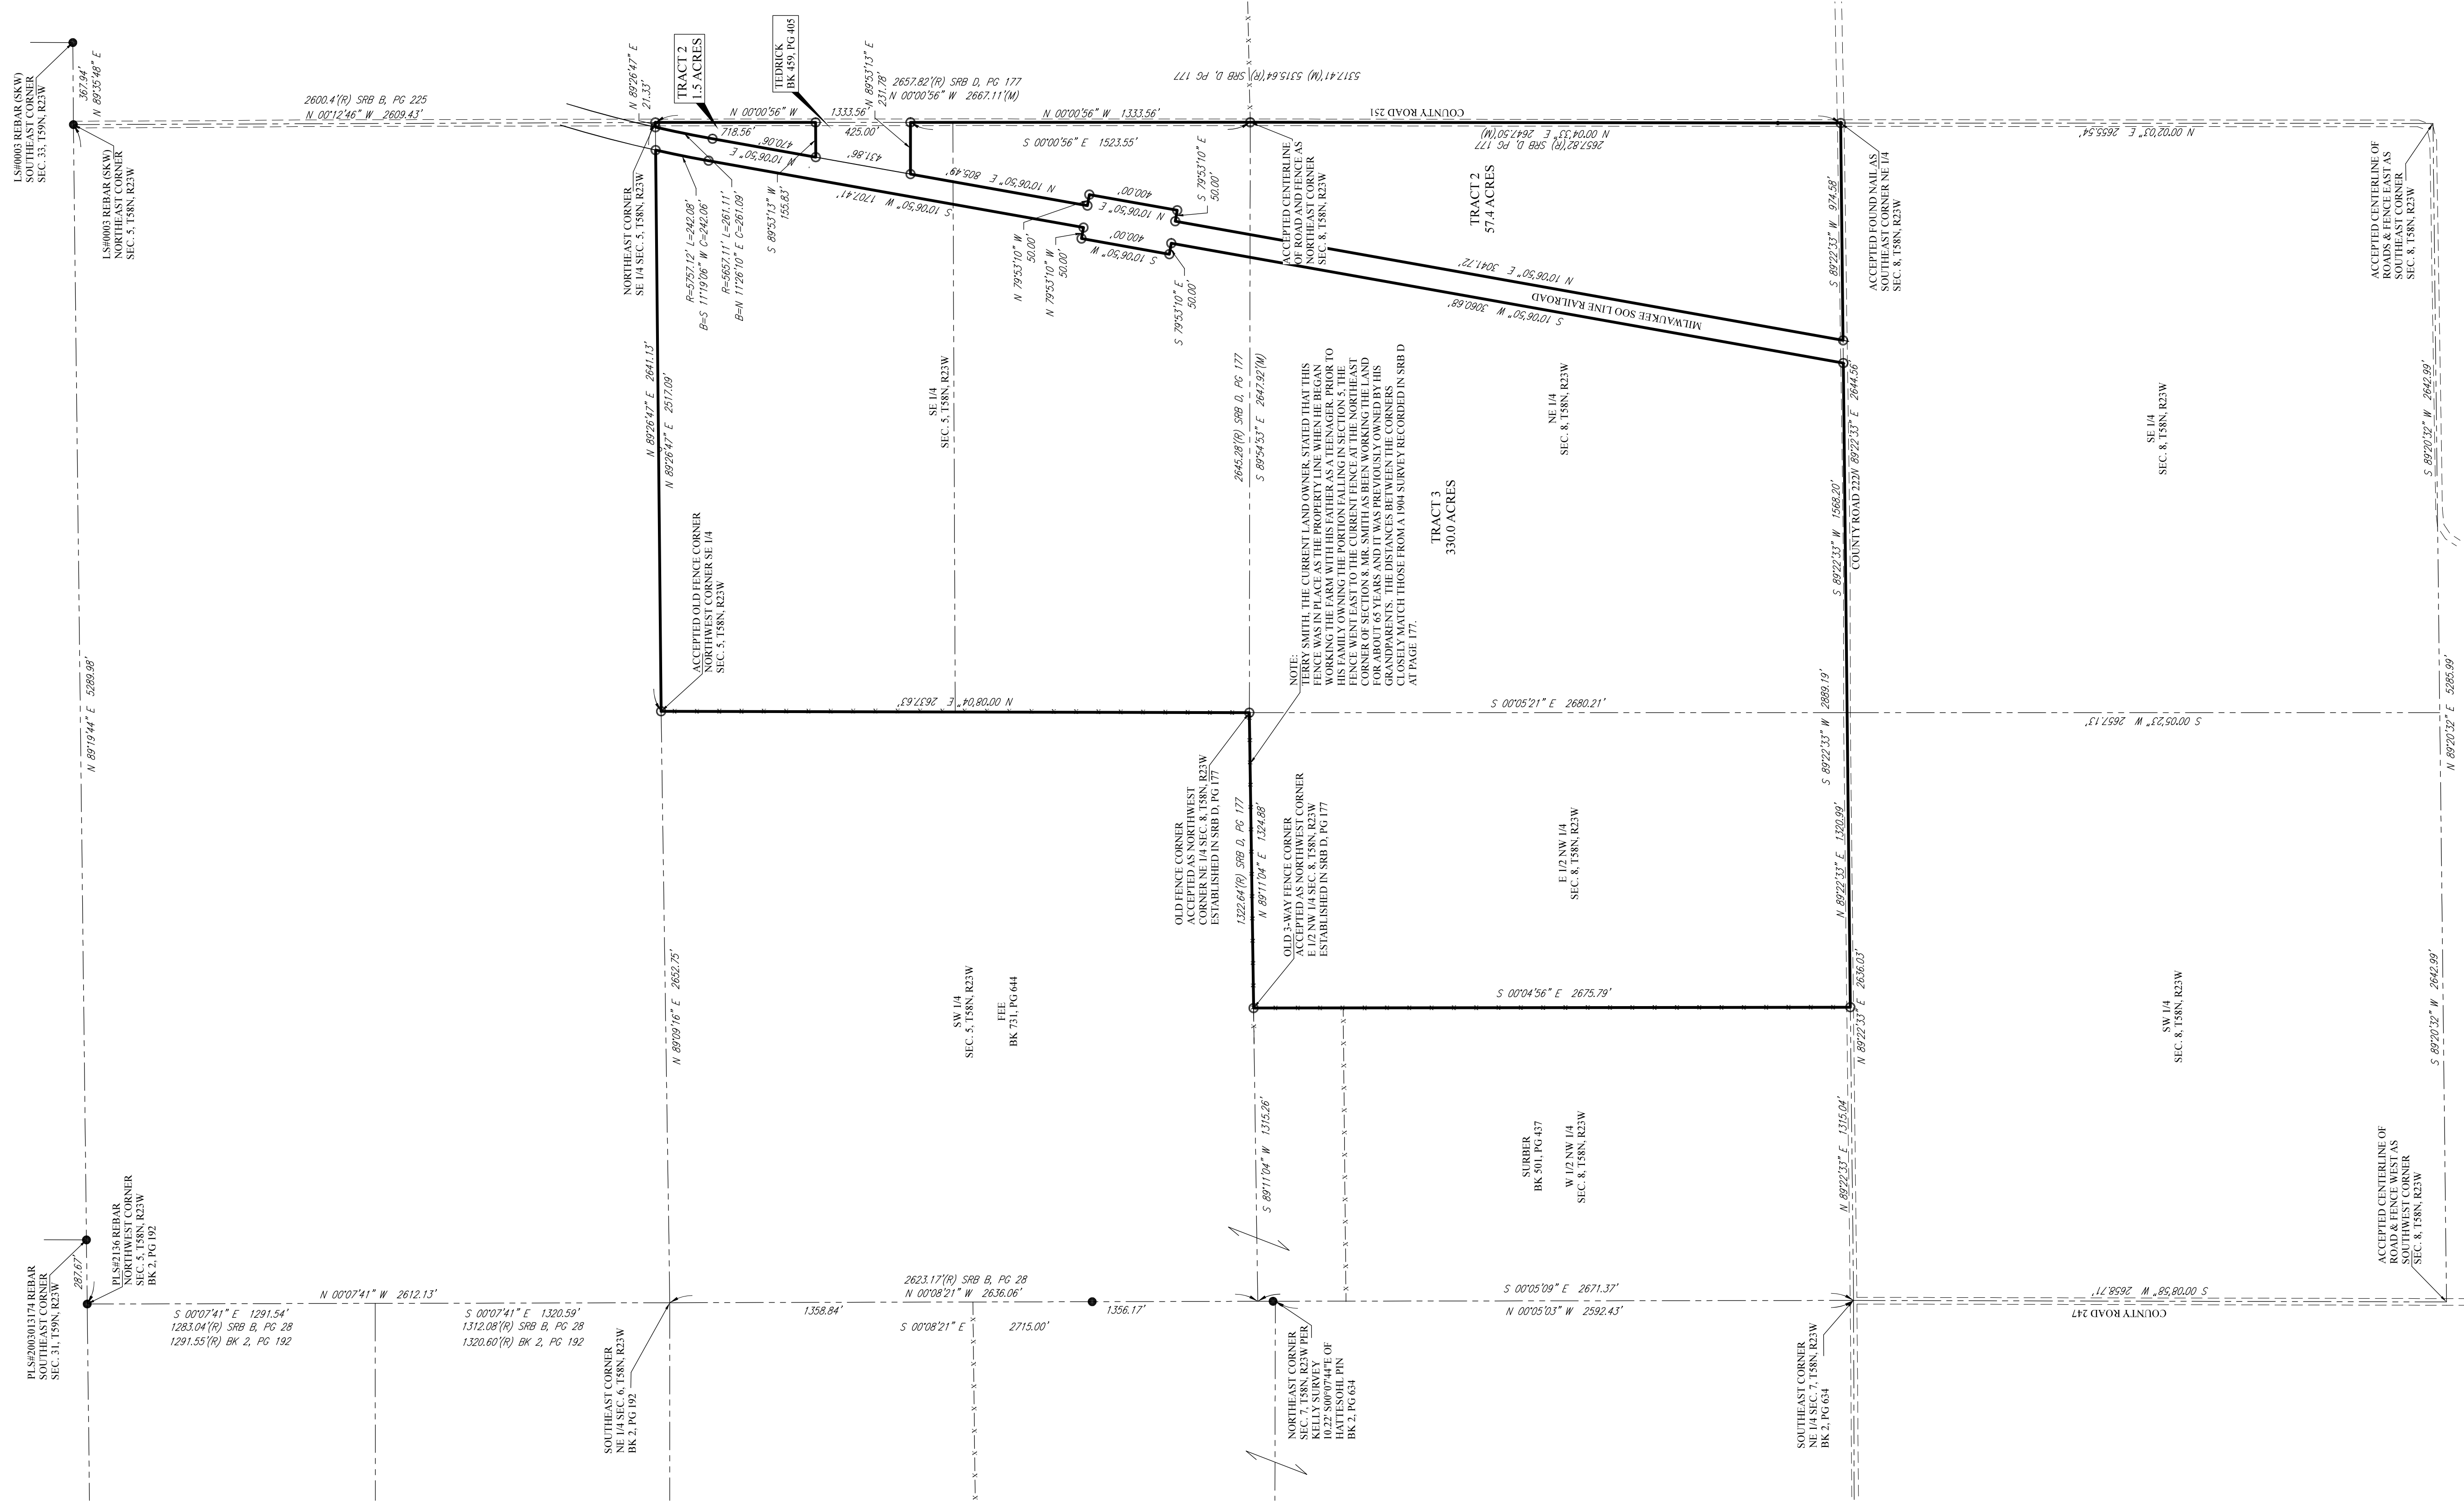 LS#0003 REBAR (SKW)
SOUTHEAST CORNER
SEC. 33, T59N, R23W
367.94'
N 89°35'48" E
LS#0003 REBAR (SKW)
NORTHEAST CORNER
SEC. 5, T58N, R23W
N 89°19'44" E 5289.98'
PLS#2003013174 REBAR
SOUTHEAST CORNER
SEC. 31, T59N, R23W
287.67'
PLS#2136 REBAR
NORTHWEST CORNER
SEC. 5, T58N, R23W
BK 2, PG 192
2600.4'(R) SRB B, PG 225
N 00°12'46" W 2609.43'
N 00°07'41" W 2612.13'
S 00°07'41" E 1291.54'
1283.04'(R) SRB B, PG 28
1291.55'(R) BK 2, PG 192
S 00°07'41" E 1320.59'
1312.08'(R) SRB B, PG 28
1320.60'(R) BK 2, PG 192
N 89°26'47" E
21.33'
TRACT 2
1.5 ACRES
TEDRICK
BK 459, PG 405
N 89°53'13" E
231.78'
2657.82'(R) SRB D, PG 177
N 00°00'56" W 2667.11'(M)
N 00°00'56" W 1333.56'
718.56'
425.00'
N 10°06'50" E
470.06'
431.86'
N 00°00'56" W 1333.56'
S 00°00'56" E 1523.55'
NORTHEAST CORNER
SE 1/4 SEC. 5, T58N, R23W
R=5757.12' L=242.08'
B=S 11°19'06" W C=242.06'
R=5657.11' L=261.11'
B=N 11°26'10" E C=261.09'
S 89°53'13" W
155.83'
S 10°06'50" W 1707.41'
N 10°06'50" E 805.49'
N 79°53'10" W
50.00'
N 79°53'10" W
50.00'
N 10°06'50" E
400.00'
S 10°06'50" W
400.00'
S 79°53'10" E
50.00'
S 79°53'10" E
50.00'
5317.41'(M) 5315.64'(R) SRB D, PG 177
COUNTY ROAD 251
N 00°04'33" E 2647.50'(M)
2657.82'(R) SRB D, PG 177
ACCEPTED CENTERLINE
OF ROAD AND FENCE AS
NORTHEAST CORNER
SEC. 8, T58N, R23W
TRACT 2
57.4 ACRES
N 10°06'50" E 3041.72'
MILWAUKEE SOO LINE RAILROAD
S 10°06'50" W 3060.68'
S 89°22'33" W 974.58'
ACCEPTED FOUND NAIL AS
SOUTHEAST CORNER NE 1/4
SEC. 8, T58N, R23W
N 00°02'03" E 2655.54'
ACCEPTED CENTERLINE OF
ROADS & FENCE EAST AS
SOUTHEAST CORNER
SEC. 8, T58N, R23W
N 89°26'47" E 2641.13'
N 89°26'47" E 2517.09'
SE 1/4
SEC. 5, T58N, R23W
2645.28'(R) SRB D, PG 177
S 89°54'53" E 2647.92'(M)
NE 1/4
SEC. 8, T58N, R23W
TRACT 3
330.0 ACRES
NOTE:
TERRY SMITH, THE CURRENT LAND OWNER, STATED THAT THIS
FENCE WAS IN PLACE AS THE PROPERTY LINE WHEN HE BEGAN
WORKING THE FARM WITH HIS FATHER AS A TEENAGER. PRIOR TO
HIS FAMILY OWNING THE PORTION FALLING IN SECTION 5, THE
FENCE WENT EAST TO THE CURRENT FENCE AT THE NORTHEAST
CORNER OF SECTION 8. MR. SMITH AS BEEN WORKING THE LAND
FOR ABOUT 65 YEARS AND IT WAS PREVIOUSLY OWNED BY HIS
GRANDPARENTS. THE DISTANCES BETWEEN THE CORNERS
CLOSELY MATCH THOSE FROM A 1904 SURVEY RECORDED IN SRB D
AT PAGE 177.
S 89°22'33" W 1568.20'
COUNTY ROAD 222
N 89°22'33" E 2644.56'
SE 1/4
SEC. 8, T58N, R23W
S 89°20'32" W 2642.99'
ACCEPTED OLD FENCE CORNER
NORTHWEST CORNER SE 1/4
SEC. 5, T58N, R23W
N 00°08'04" E 2637.63'
S 00°05'21" E 2680.21'
S 89°22'33" W 2889.19'
S 00°05'23" W 2657.13'
N 89°20'32" E 5285.99'
OLD FENCE CORNER
ACCEPTED AS NORTHWEST
CORNER NE 1/4 SEC. 8, T58N, R23W
ESTABLISHED IN SRB D, PG 177
1322.64'(R) SRB D, PG 177
N 89°11'04" E 1324.88'
OLD 3-WAY FENCE CORNER
ACCEPTED AS NORTHWEST CORNER
E 1/2 NW 1/4 SEC. 8, T58N, R23W
ESTABLISHED IN SRB D, PG 177
E 1/2 NW 1/4
SEC. 8, T58N, R23W
N 89°22'33" E 1320.99'
S 00°04'56" E 2675.79'
N 89°22'33" E 2636.03'
N 89°09'16" E 2652.75'
SW 1/4
SEC. 5, T58N, R23W
FEE
BK 731, PG 644
S 89°11'04" W 1315.26'
SURBER
BK 501, PG 437
W 1/2 NW 1/4
SEC. 8, T58N, R23W
N 89°22'33" E 1315.04'
SW 1/4
SEC. 8, T58N, R23W
S 89°20'32" W 2642.99'
ACCEPTED CENTERLINE OF
ROAD & FENCE WEST AS
SOUTHWEST CORNER
SEC. 8, T58N, R23W
SOUTHEAST CORNER
NE 1/4 SEC. 6, T58N, R23W
BK 2, PG 192
2623.17'(R) SRB B, PG 28
N 00°08'21" W 2636.06'
1358.84'
1356.17'
S 00°08'21" E 2715.00'
NORTHEAST CORNER
SEC. 7, T58N, R23W PER
KELLY SURVEY
10.22' S00°07'44"E OF
HATTESOHL PIN
BK 2, PG 634
S 00°05'09" E 2671.37'
N 00°05'03" W 2592.43'
SOUTHEAST CORNER
NE 1/4 SEC. 7, T58N, R23W
BK 2, PG 634
S 00°08'58" W 2658.71'
COUNTY ROAD 247